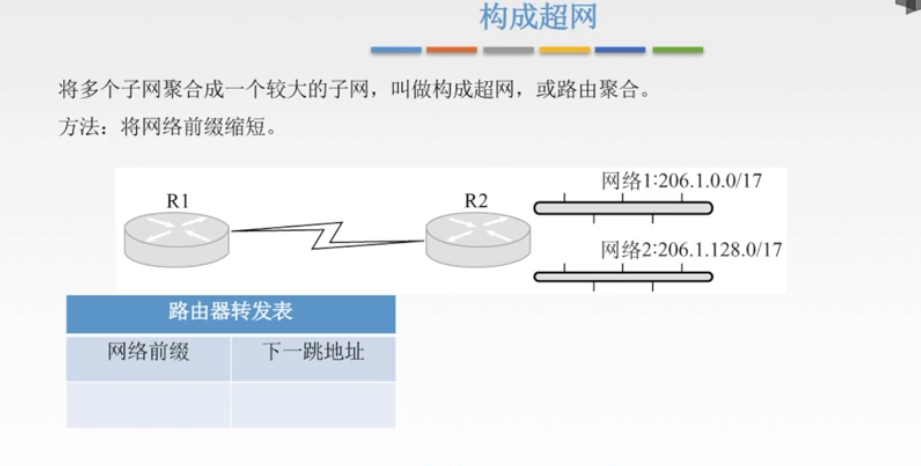 构成超网
将多个子网聚合成一个较大的子网，叫做构成超网，或路由聚合。
方法：将网络前缀缩短。
网络1:206.1.0.0/17
R1
R2
网络2:206.1.128.0/17
路由器转发表
网络前缀 下一跳地址